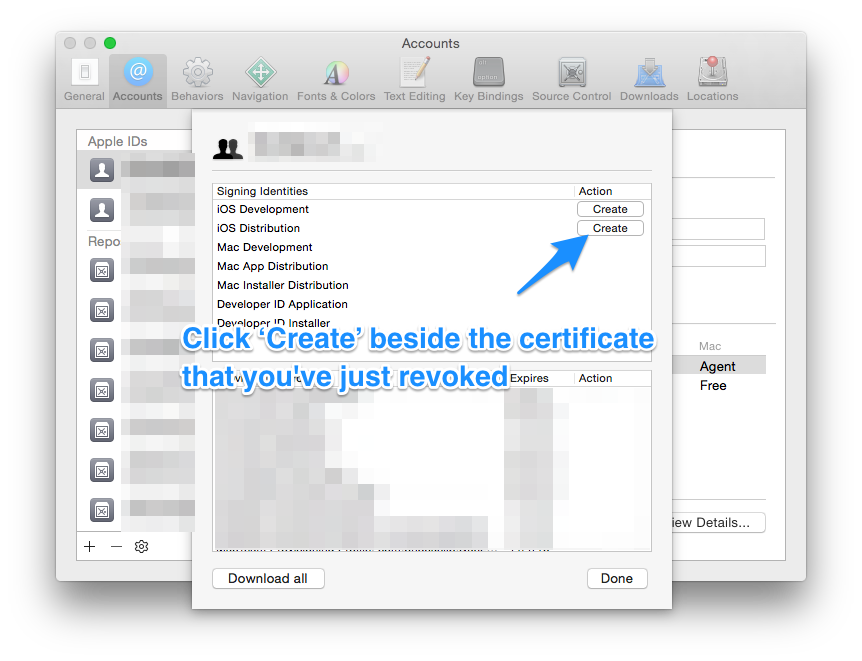 Accounts
General
Accounts
Behaviors
Navigation
Fonts & Colors
Text Editing
Key Bindings
Source Control
Downloads
Locations
Apple IDs
Repo
Signing Identities
Action
iOS Development
Create
iOS Distribution
Create
Mac Development
Mac App Distribution
Mac Installer Distribution
Developer ID Application
Developer ID Installer
Click ‘Create’ beside the certificate
that you've just revoked
Expires
Action
Mac
Agent
Free
iew Details...
Download all
Done